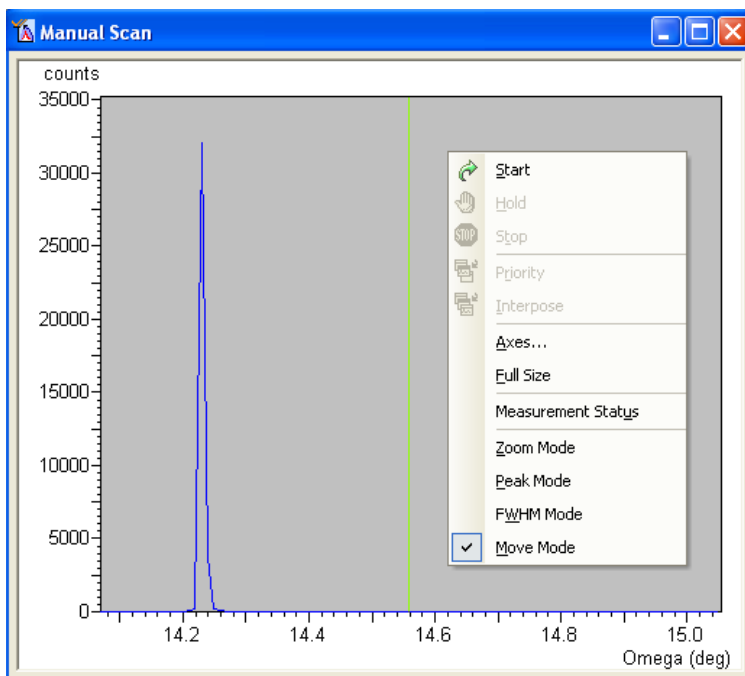 Manual Scan
counts
35000
30000
25000
20000
15000
10000
5000
0
14.2 14.4 14.6 14.8 15.0
Omega (deg)
Start
Hold
STOP Stop
Priority
Interpose
Axes...
Full Size
Measurement Status
Zoom Mode
Peak Mode
FWHM Mode
Move Mode